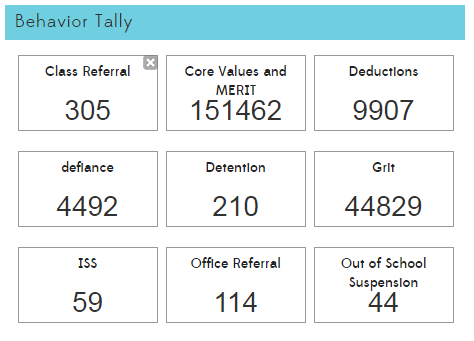 Behavior Tally
Class Referral
305
Core Values and
MERIT
151462
Deductions
9907
defiance
4492
Detention
210
Grit
44829
ISS
59
Office Referral
114
Out of School
Suspension
44